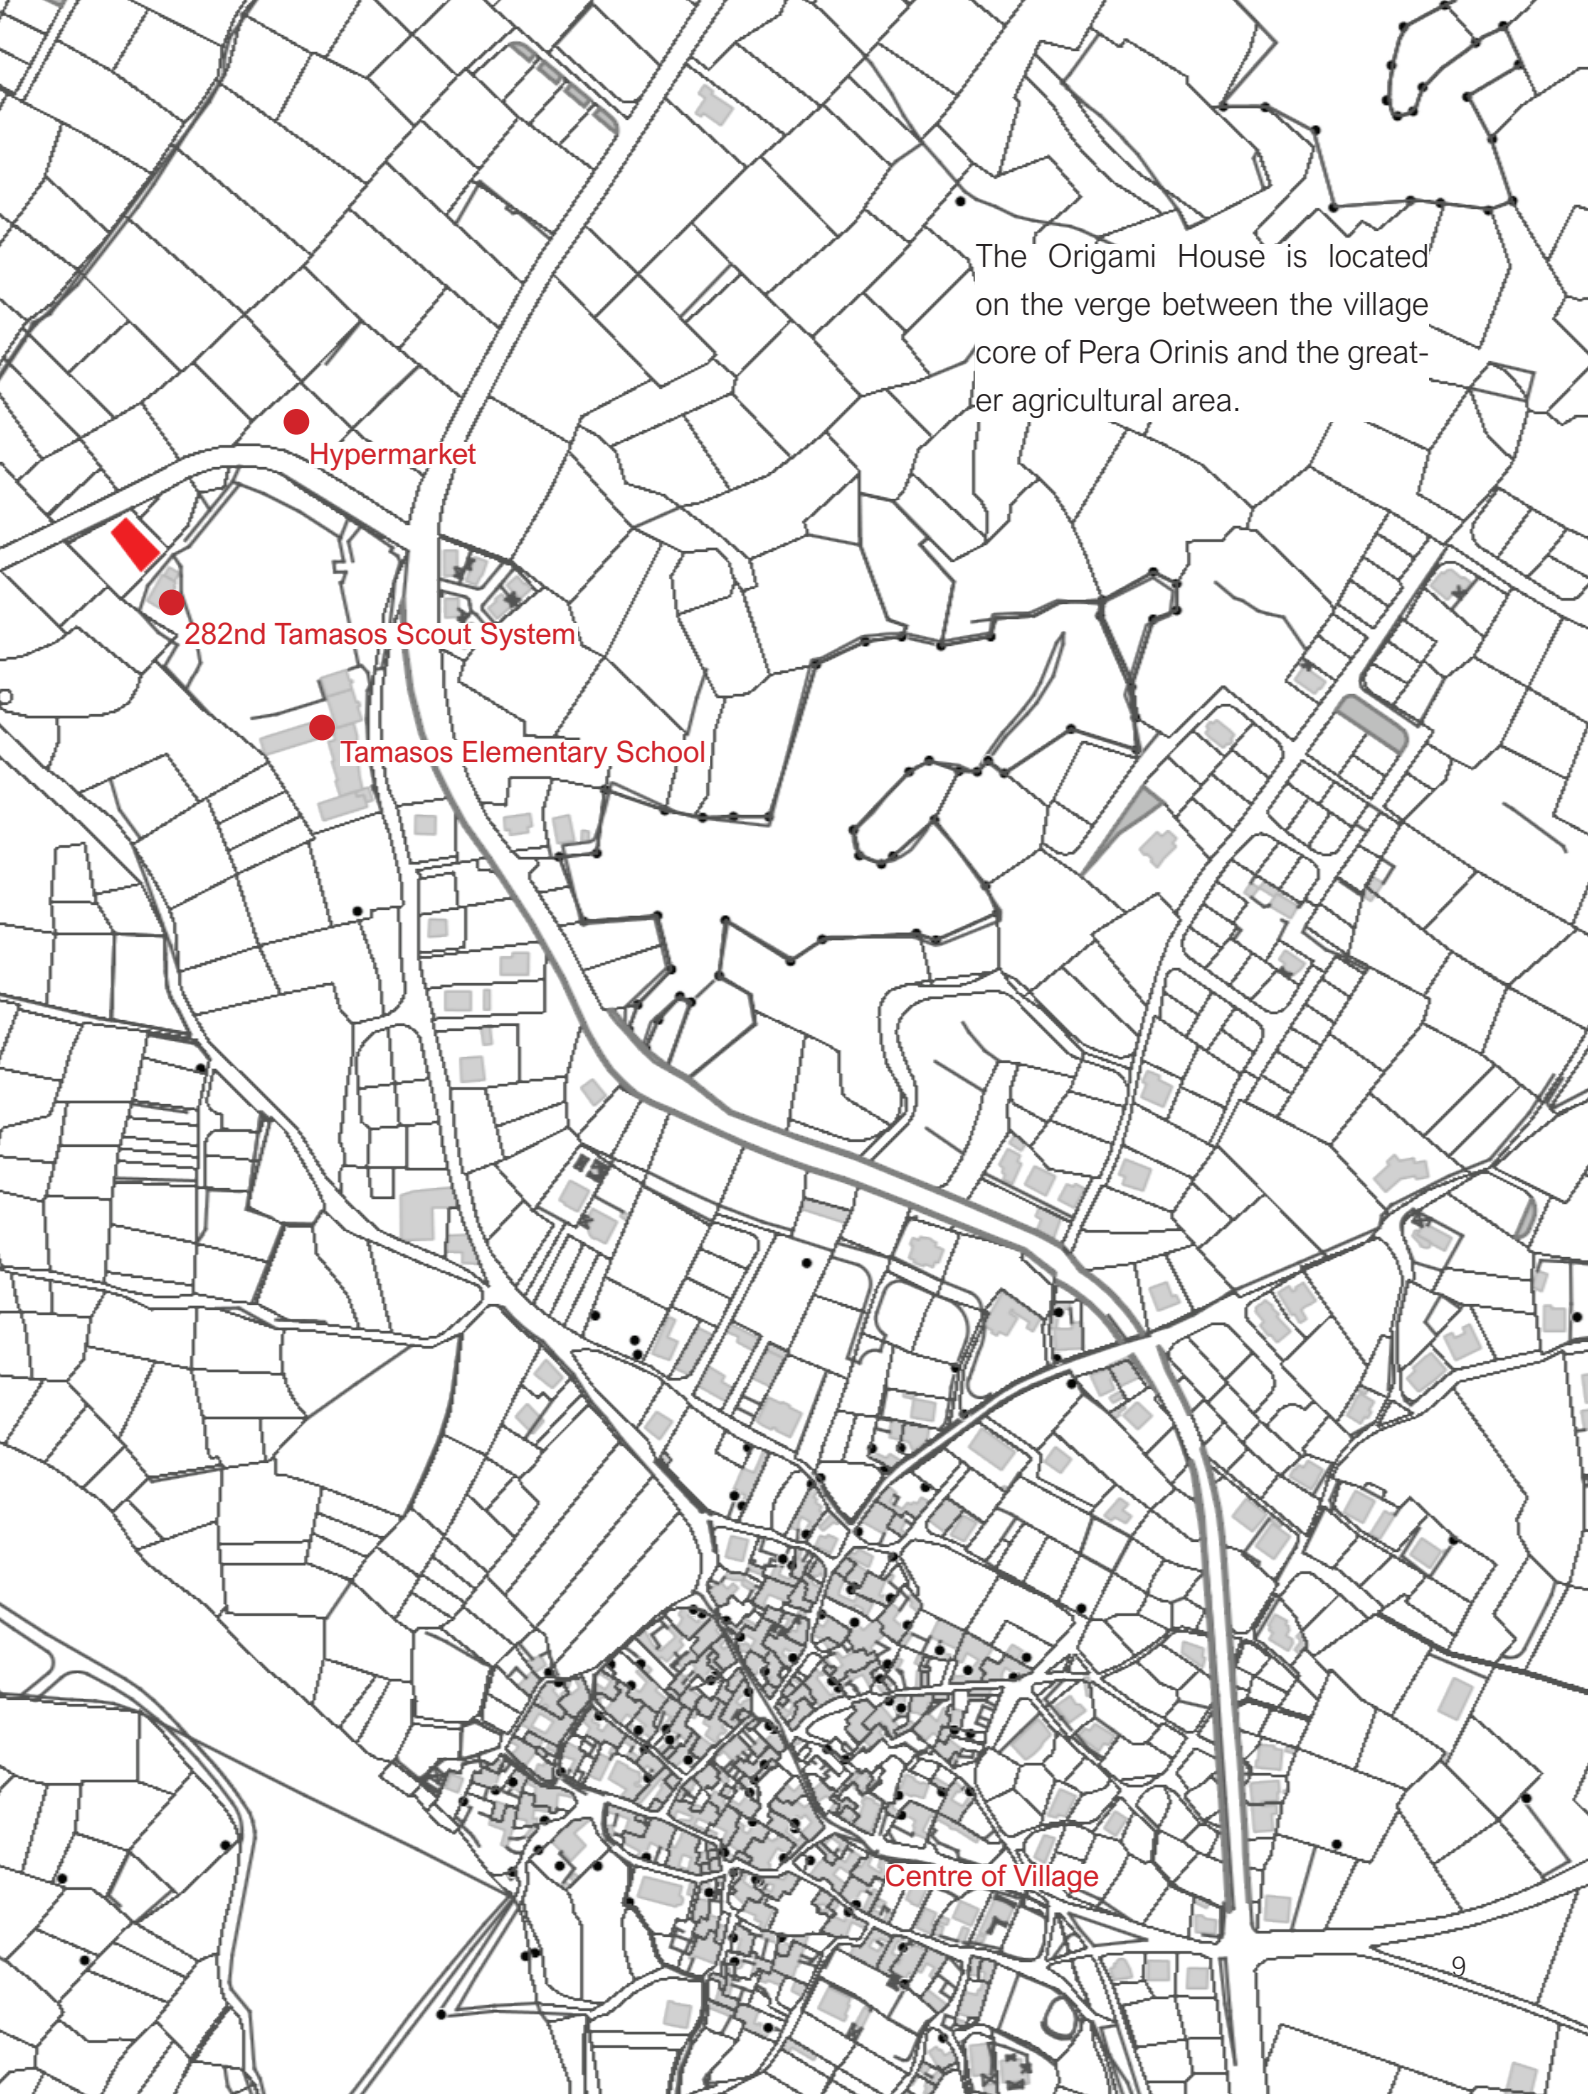 The Origami House is located
on the verge between the village
core of Pera Orinis and the great-
er agricultural area.
Hypermarket
282nd Tamasos Scout System
Tamasos Elementary School
Centre of Village
9